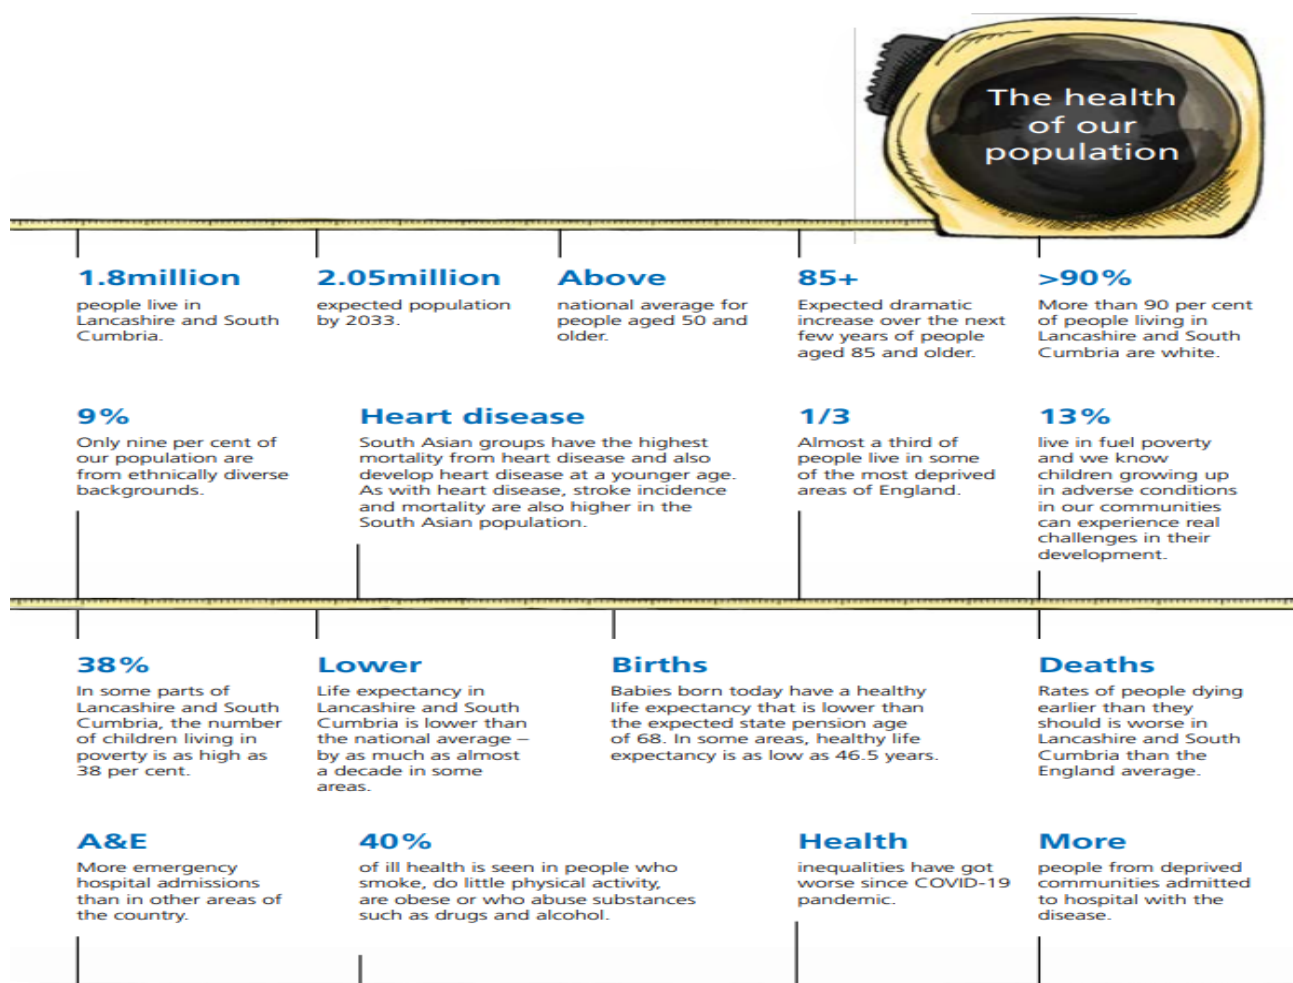 The health
of our
population
1.8million
people live in
Lancashire and South
Cumbria.
2.05million
expected population
by 2033.
Above
national average for
people aged 50 and
older.
85+
Expected dramatic
increase over the next
few years of people
aged 85 and older.
>90%
More than 90 per cent
of people living in
Lancashire and South
Cumbria are white.
9%
Only nine per cent of
our population are
from ethnically diverse
backgrounds.
Heart disease
South Asian groups have the highest
mortality from heart disease and also
develop heart disease at a younger age.
As with heart disease, stroke incidence
and mortality are also higher in the
South Asian population.
1/3
Almost a third of
people live in some
of the most deprived
areas of England.
13%
live in fuel poverty
and we know
children growing up
in adverse conditions
in our communities
can experience real
challenges in their
development.
38%
In some parts of
Lancashire and South
Cumbria, the number
of children living in
poverty is as high as
38 per cent.
Lower
Life expectancy in
Lancashire and South
Cumbria is lower than
the national average –
by as much as almost
a decade in some
areas.
Births
Babies born today have a healthy
life expectancy that is lower than
the expected state pension age
of 68. In some areas, healthy life
expectancy is as low as 46.5 years.
Deaths
Rates of people dying
earlier than they
should is worse in
Lancashire and South
Cumbria than the
England average.
A&E
More emergency
hospital admissions
than in other areas of
the country.
40%
of ill health is seen in people who
smoke, do little physical activity,
are obese or who abuse substances
such as drugs and alcohol.
Health
inequalities have got
worse since COVID-19
pandemic.
More
people from deprived
communities admitted
to hospital with the
disease.